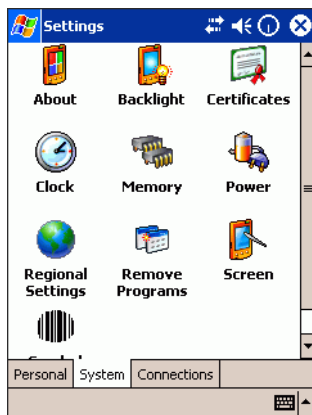 Settings
About Backlight Certificates
Clock Memory Power
Regional Settings Remove Programs Screen
Personal System Connections